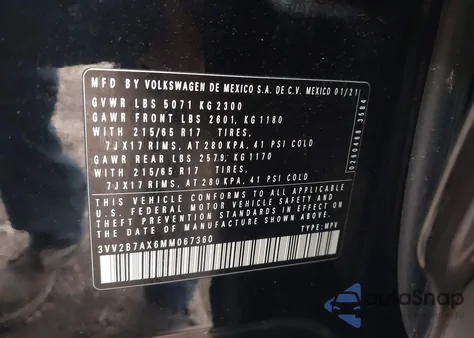 MFD BY VOLKSWAGEN DE MEXICO S.A. DE C.V. MEXICO 01/21
GVWR LBS 5071 KG 2300
GAWR FRONT LBS 2601, KG 1180
WITH 215/65 R17 TIRES,
7JX17 RIMS, AT 280 KPA, 41 PSI COLD
GAWR REAR LBS 2579, KG 1170
WITH 215/65 R17 TIRES,
7JX17 RIMS, AT 280 KPA, 41 PSI COLD
THIS VEHICLE CONFORMS TO ALL APPLICABLE
U.S. FEDERAL MOTOR VEHICLE SAFETY AND
THEFT PREVENTION STANDARDS IN EFFECT ON
THE DATE OF MANUFACTURE SHOWN ABOVE
3VV2B7AX6MM067360 TYPE: MPV
0260468 3584
autoSnap